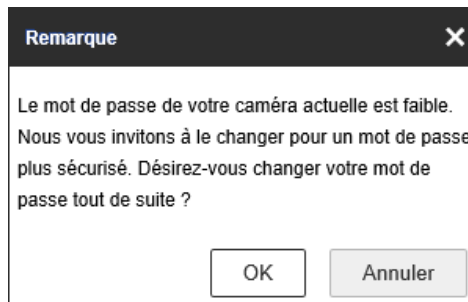 Remarque
Le mot de passe de votre caméra actuelle est faible.
Nous vous invitons à le changer pour un mot de passe
plus sécurisé. Désirez-vous changer votre mot de
passe tout de suite ?
OK
Annuler